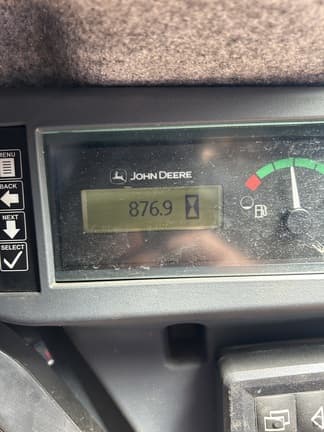 MENU
BACK
NEXT
SELECT
JOHN DEERE
876.9